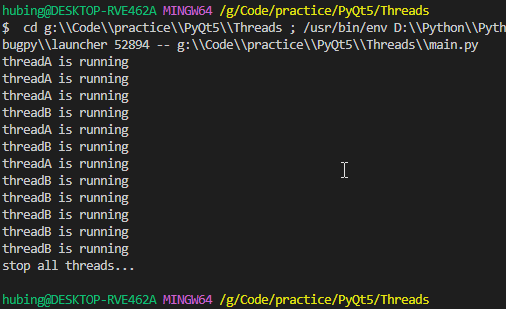 hubing@DESKTOP-RVE462A MINGW64 /g/Code/practice/PyQt5/Threads
$  cd g:\\Code\\practice\\PyQt5\\Threads ; /usr/bin/env D:\\Python\\Pyth
bugpy\\launcher 52894 -- g:\\Code\\practice\\PyQt5\\Threads\\main.py
threadA is running
threadA is running
threadA is running
threadB is running
threadA is running
threadB is running
threadA is running
threadB is running
threadB is running
threadB is running
threadB is running
threadB is running
stop all threads...
hubing@DESKTOP-RVE462A MINGW64 /g/Code/practice/PyQt5/Threads